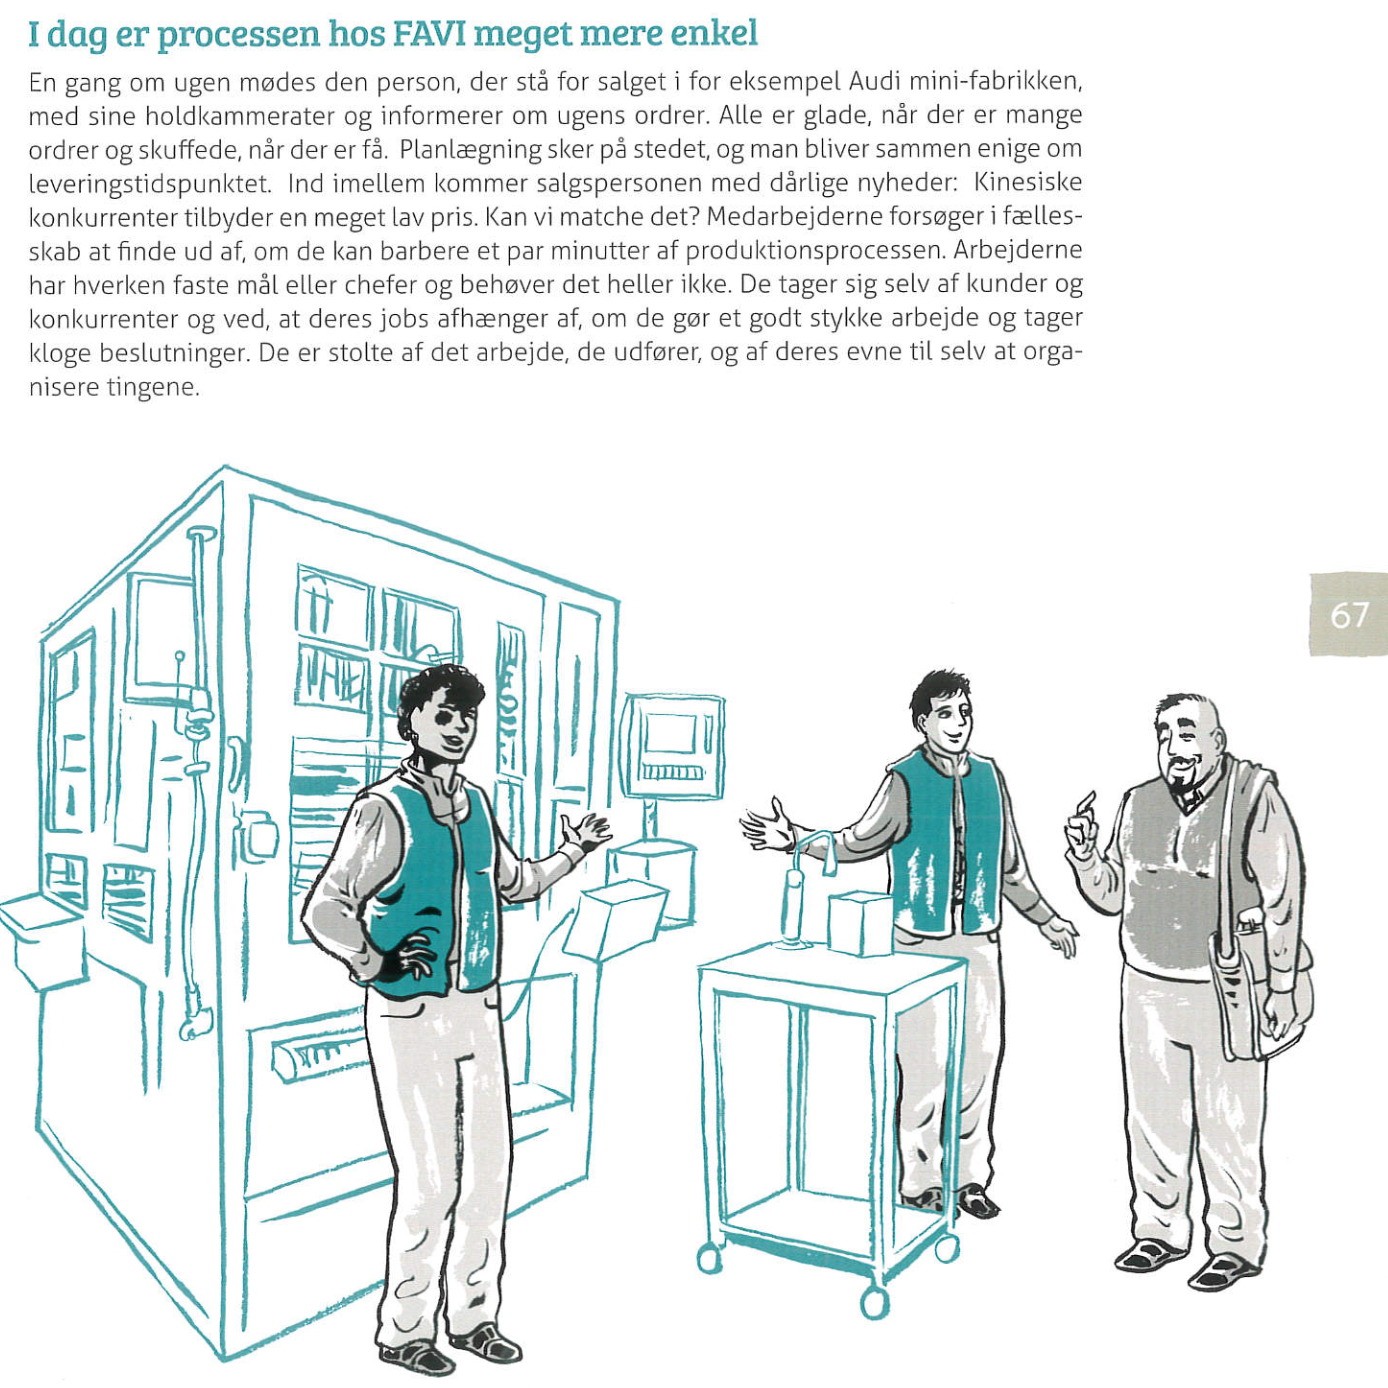 I dag er processen hos FAVI meget mere enkel
En gang om ugen mødes den person, der stå for salget i for eksempel Audi mini-fabrikken,
med sine holdkammerater og informerer om ugens ordrer. Alle er glade, når der er mange
ordrer og skuffede, når der er få. Planlægning sker på stedet, og man bliver sammen enige om
leveringstidspunktet. Ind imellem kommer salgspersonen med dårlige nyheder: Kinesiske
konkurrenter tilbyder en meget lav pris. Kan vi matche det? Medarbejderne forsøger i fælles-
skab at finde ud af, om de kan barbere et par minutter af produktionsprocessen. Arbejderne
har hverken faste mål eller chefer og behøver det heller ikke. De tager sig selv af kunder og
konkurrenter og ved, at deres jobs afhænger af, om de gør et godt stykke arbejde og tager
kloge beslutninger. De er stolte af det arbejde, de udfører, og af deres evne til selv at orga-
nisere tingene.
67